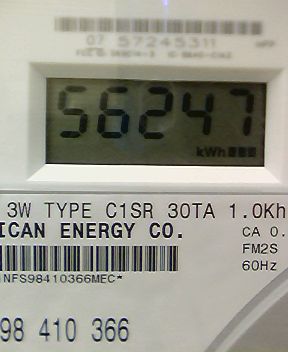 07 57245311
56247
kWh
3W TYPE C1SR 30TA 1.0Kh
ICAN ENERGY CO.
CA 0.
FM2S
60Hz
NFS98410366MEC*
98 410 366